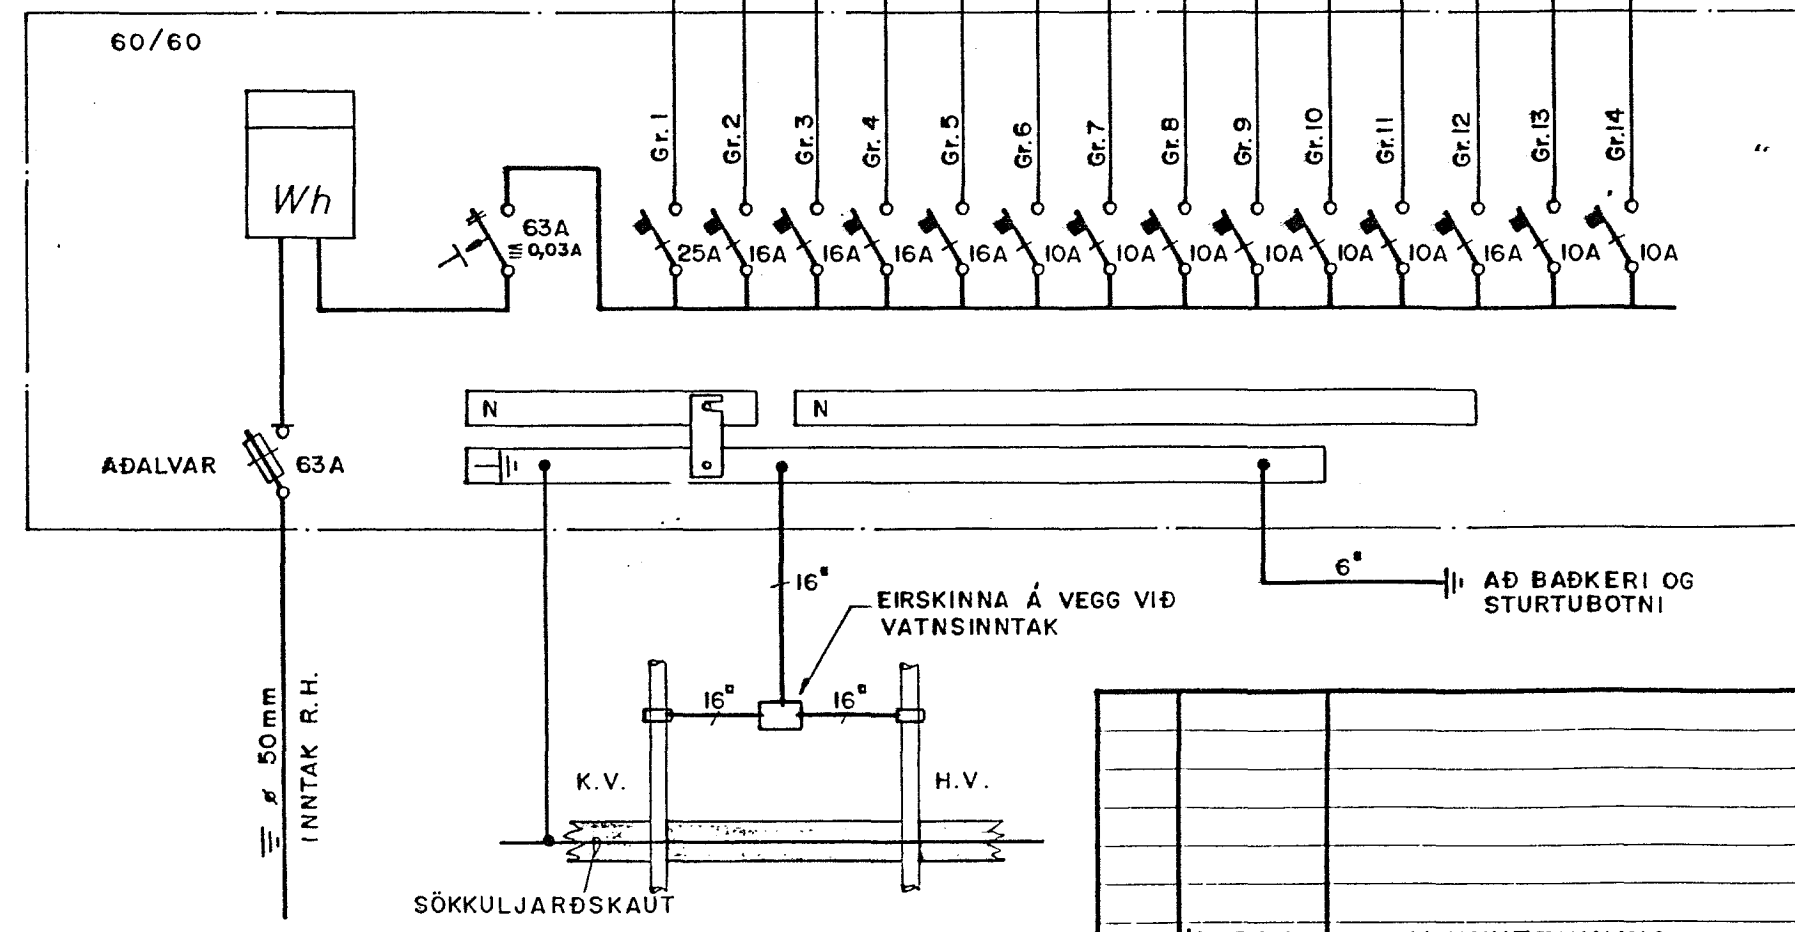 60/60
Gr. 1
Gr. 2
Gr. 3
Gr. 4
Gr. 5
Gr. 6
Gr. 7
Gr. 8
Gr. 9
Gr. 10
Gr. 11
Gr. 12
Gr. 13
Gr. 14
Wh
63A
≦ 0,03A
25A
16A
16A
16A
16A
10A
10A
10A
10A
10A
10A
16A
10A
10A
N
N
AÐALVAR
63A
16▫
6▫
AÐ BAÐKERI OG
STURTUBOTNI
EIRSKINNA Á VEGG VIÐ
VATNSINNTAK
16▫
16▫
ø 50mm
INNTAK R.H.
K.V.
H.V.
SÖKKULJARÐSKAUT